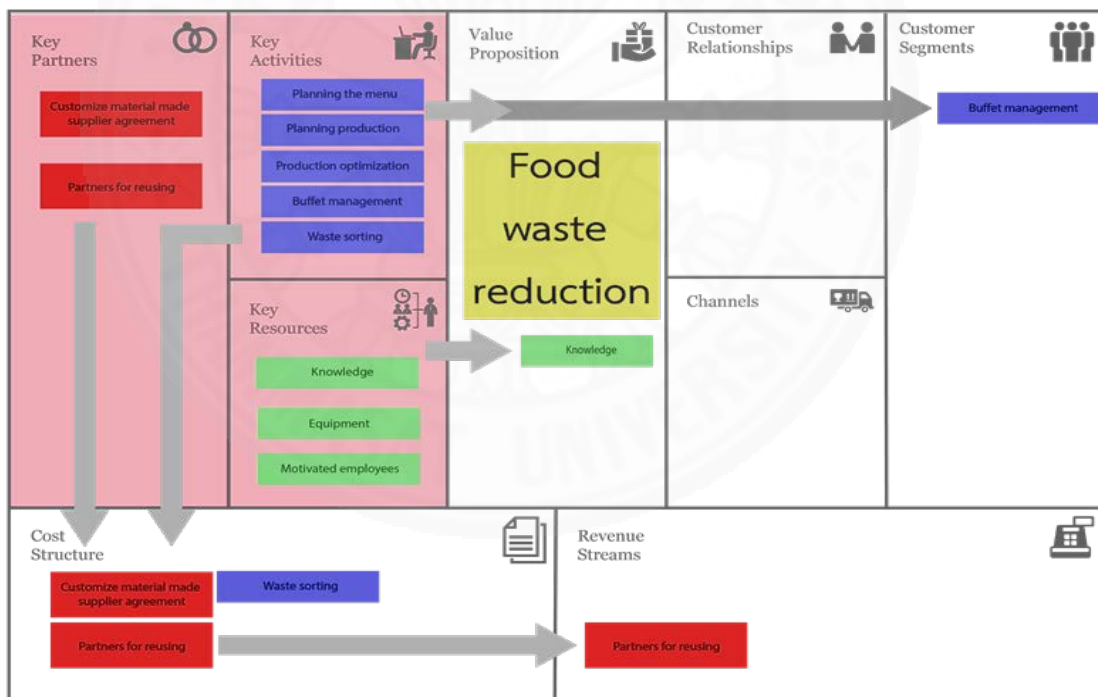 Key
Partners
Customize material made
supplier agreement
Partners for reusing
Key
Activities
Planning the menu
Planning production
Production optimization
Buffet management
Waste sorting
Key
Resources
Knowledge
Equipment
Motivated employees
Value
Proposition
Food
waste
reduction
Knowledge
Customer
Relationships
Channels
Customer
Segments
Buffet management
Cost
Structure
Customize material made
supplier agreement
Waste sorting
Partners for reusing
Revenue
Streams
Partners for reusing
UNIVERSITY